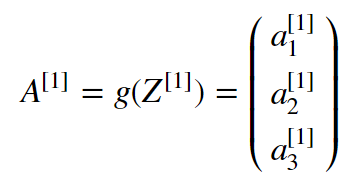 $A^{[1]} = g(Z^{[1]}) = \begin{pmatrix} a_1^{[1]} \\ a_2^{[1]} \\ a_3^{[1]} \end{pmatrix}$